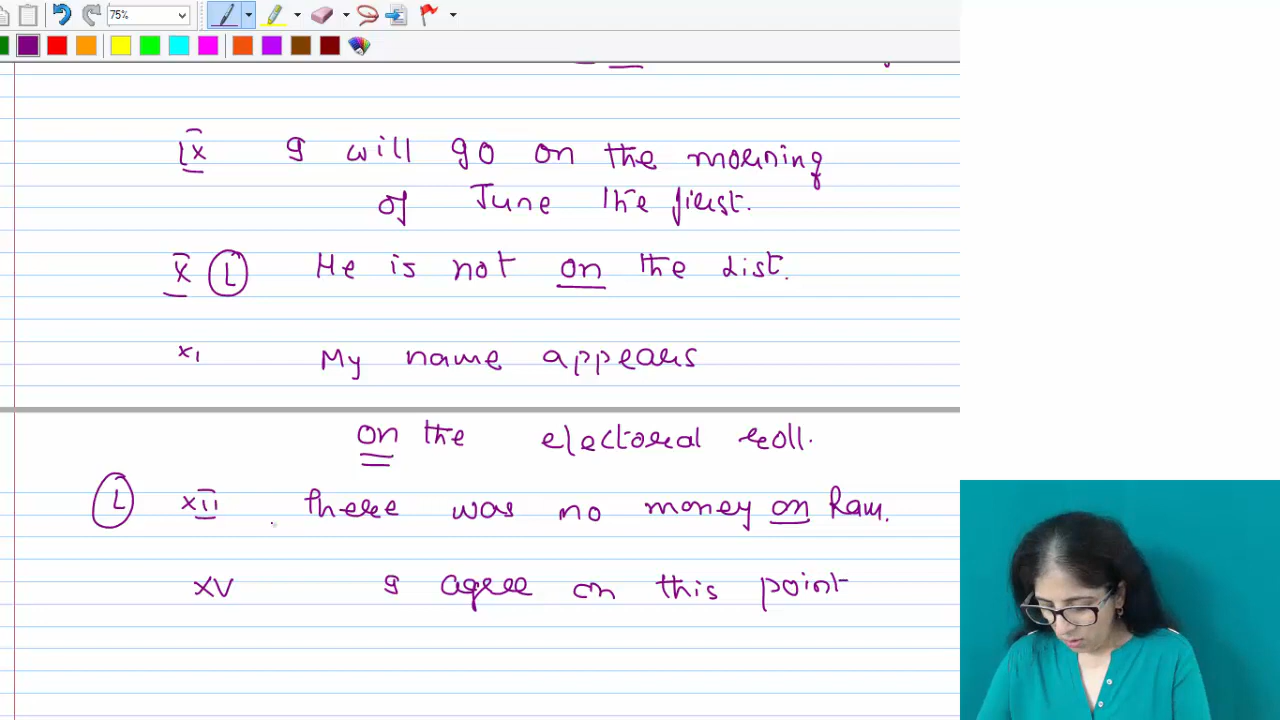 75%
ix I will go on the morning
of June the first.
x L He is not on the list.
xi My name appears
on the electoral roll.
L xii there was no money on Ram.
xv I agree on this point